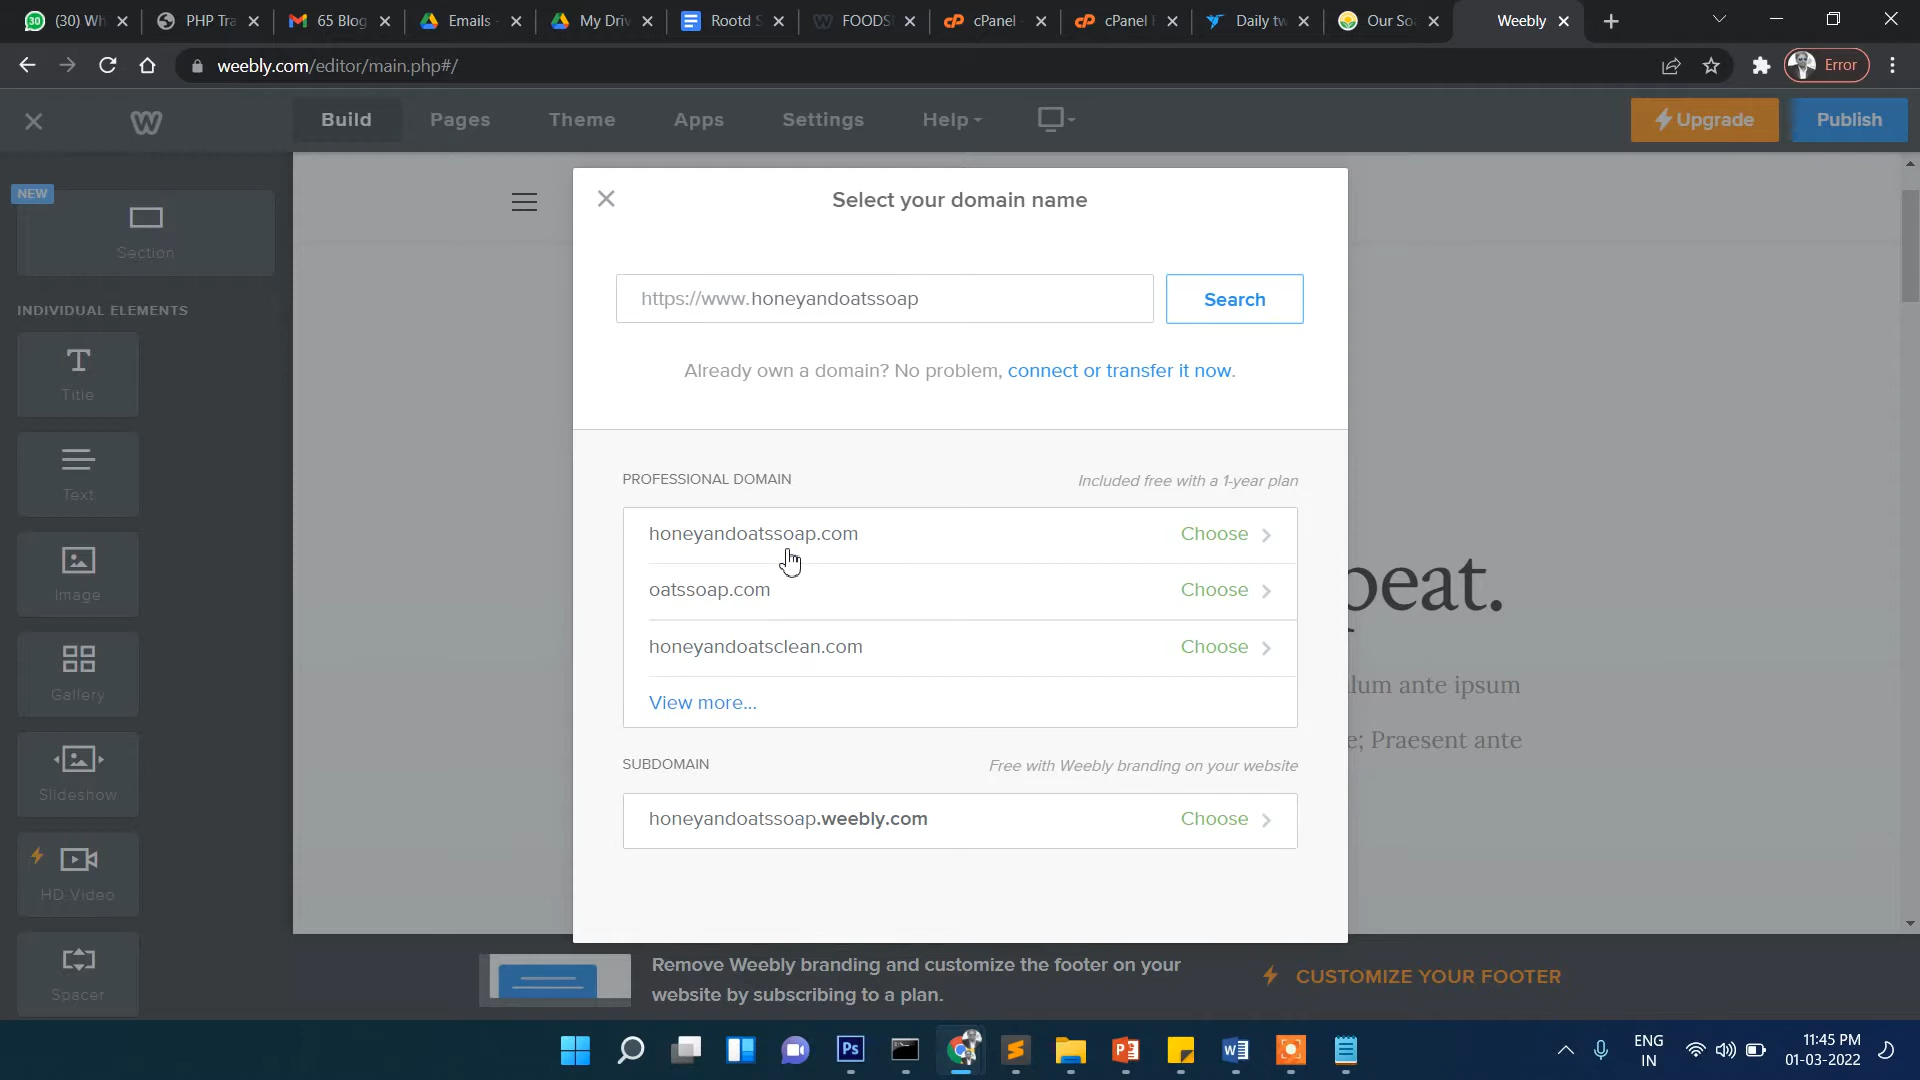 (30) Wh
PHP Tra
65 Blog
Emails -
My Driv
Rootd S
FOODS
cPanel
cPanel
Daily tw
Our Soa
Weebly
weebly.com/editor/main.php#/
Error
Build
Pages
Theme
Apps
Settings
Help
Upgrade
Publish
NEW
Section
INDIVIDUAL ELEMENTS
Title
Text
Image
Gallery
Slideshow
HD Video
Spacer
Select your domain name
https://www.honeyandoatssoap
Search
Already own a domain? No problem, connect or transfer it now.
PROFESSIONAL DOMAIN
Included free with a 1-year plan
honeyandoatssoap.com
Choose
oatssoap.com
Choose
honeyandoatsclean.com
Choose
View more...
SUBDOMAIN
Free with Weebly branding on your website
honeyandoatssoap.weebly.com
Choose
peat.
lum ante ipsum
e; Praesent ante
Remove Weebly branding and customize the footer on your
website by subscribing to a plan.
CUSTOMIZE YOUR FOOTER
ENG
IN
11:45 PM
01-03-2022